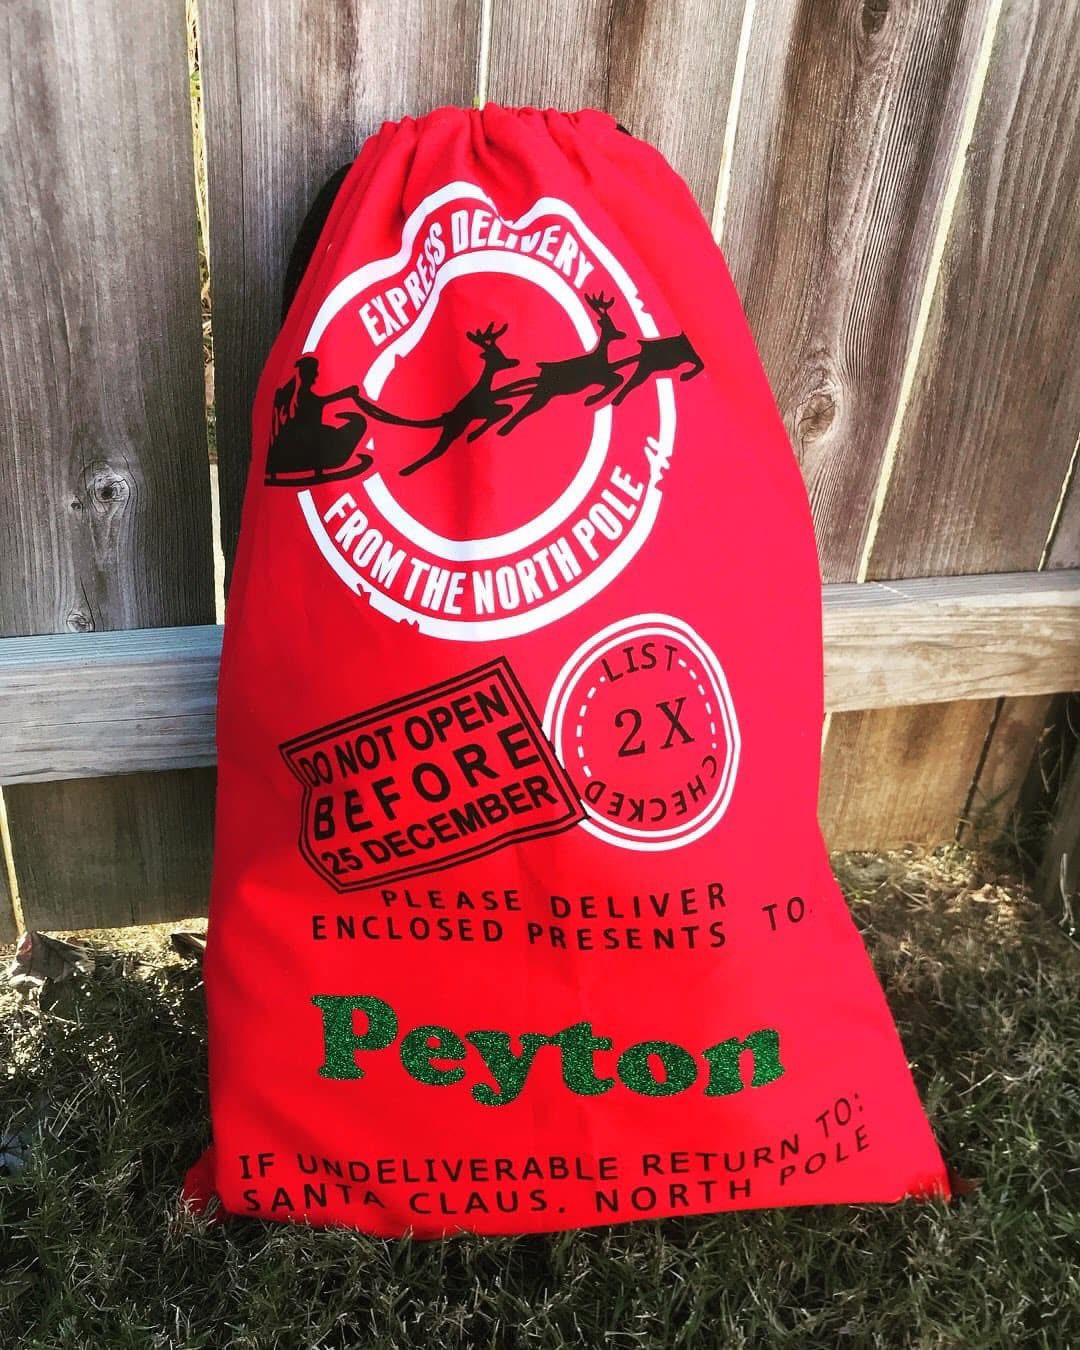 EXPRESS DELIVERY
FROM THE NORTH POLE
LIST
2X
CHECKED
DO NOT OPEN
BEFORE
25 DECEMBER
PLEASE DELIVER
ENCLOSED PRESENTS TO
Peyton
IF UNDELIVERABLE RETURN TO:
SANTA CLAUS, NORTH POLE